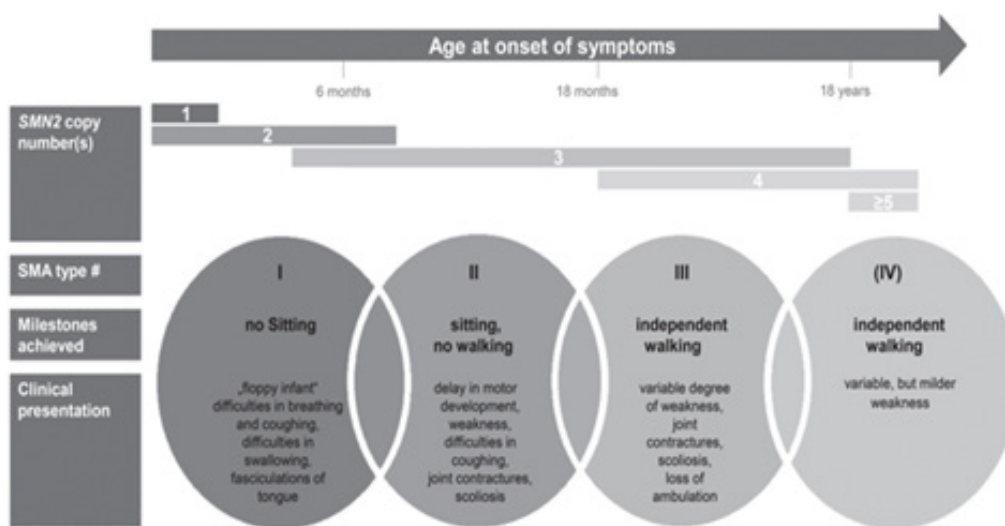 Age at onset of symptoms
6 months
18 months
18 years
SMN2 copy
number(s)
1
2
3
4
≥5
SMA type #
I
II
III
(IV)
Milestones
achieved
no Sitting
sitting,
no walking
independent
walking
independent
walking
Clinical
presentation
„floppy infant“
difficulties in breathing
and coughing,
difficulties in
swallowing,
fasciculations of
tongue
delay in motor
development,
weakness,
difficulties in
coughing,
joint contractures,
scoliosis
variable degree
of weakness,
joint
contractures,
scoliosis,
loss of
ambulation
variable, but milder
weakness